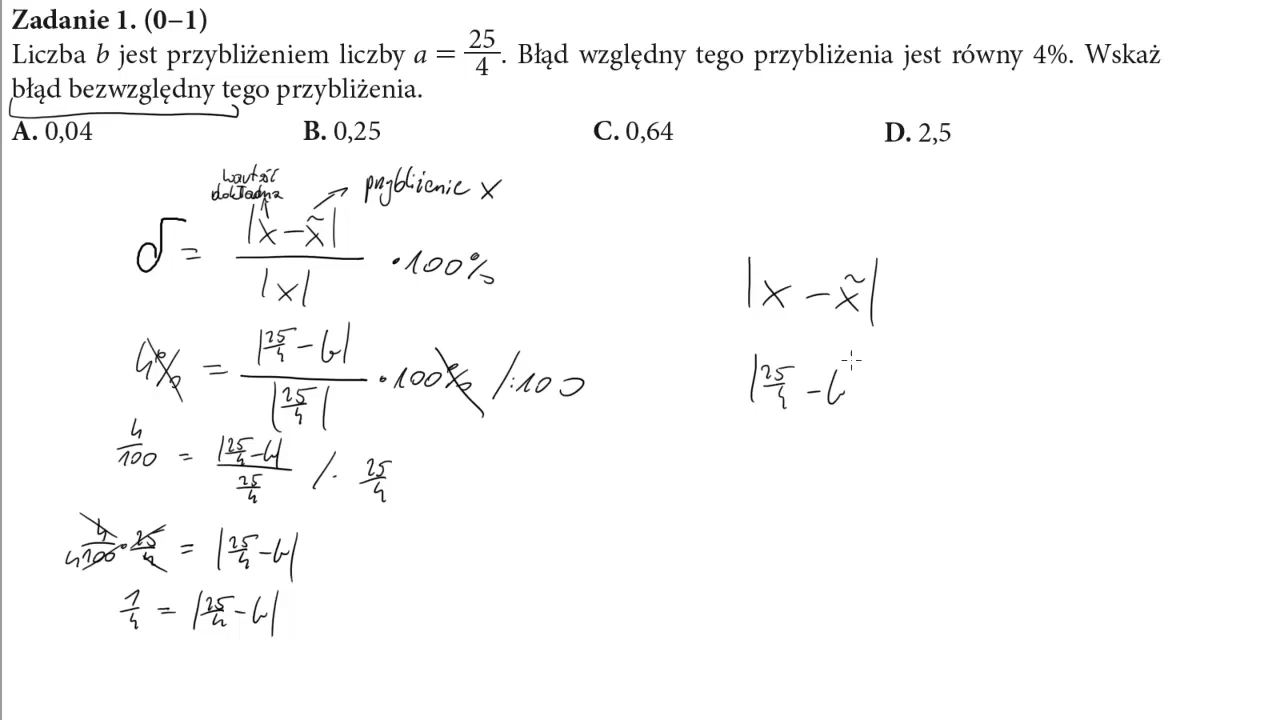 Zadanie 1. (0–1)
Liczba b jest przybliżeniem liczby a = 25/4. Błąd względny tego przybliżenia jest równy 4%. Wskaż
błąd bezwzględny tego przybliżenia.
A. 0,04 B. 0,25 C. 0,64 D. 2,5
wartość
dokładna
przybliżenie x
δ = |x − x̃| / |x| · 100%
|x − x̃|
4% = |25/4 − b| / |25/4| · 100% /:100
|25/4 − b
4/100 = |25/4 − b| / 25/4 /· 25/4
4 4/100 · 25/4 = |25/4 − b|
1/4 = |25/4 − b|